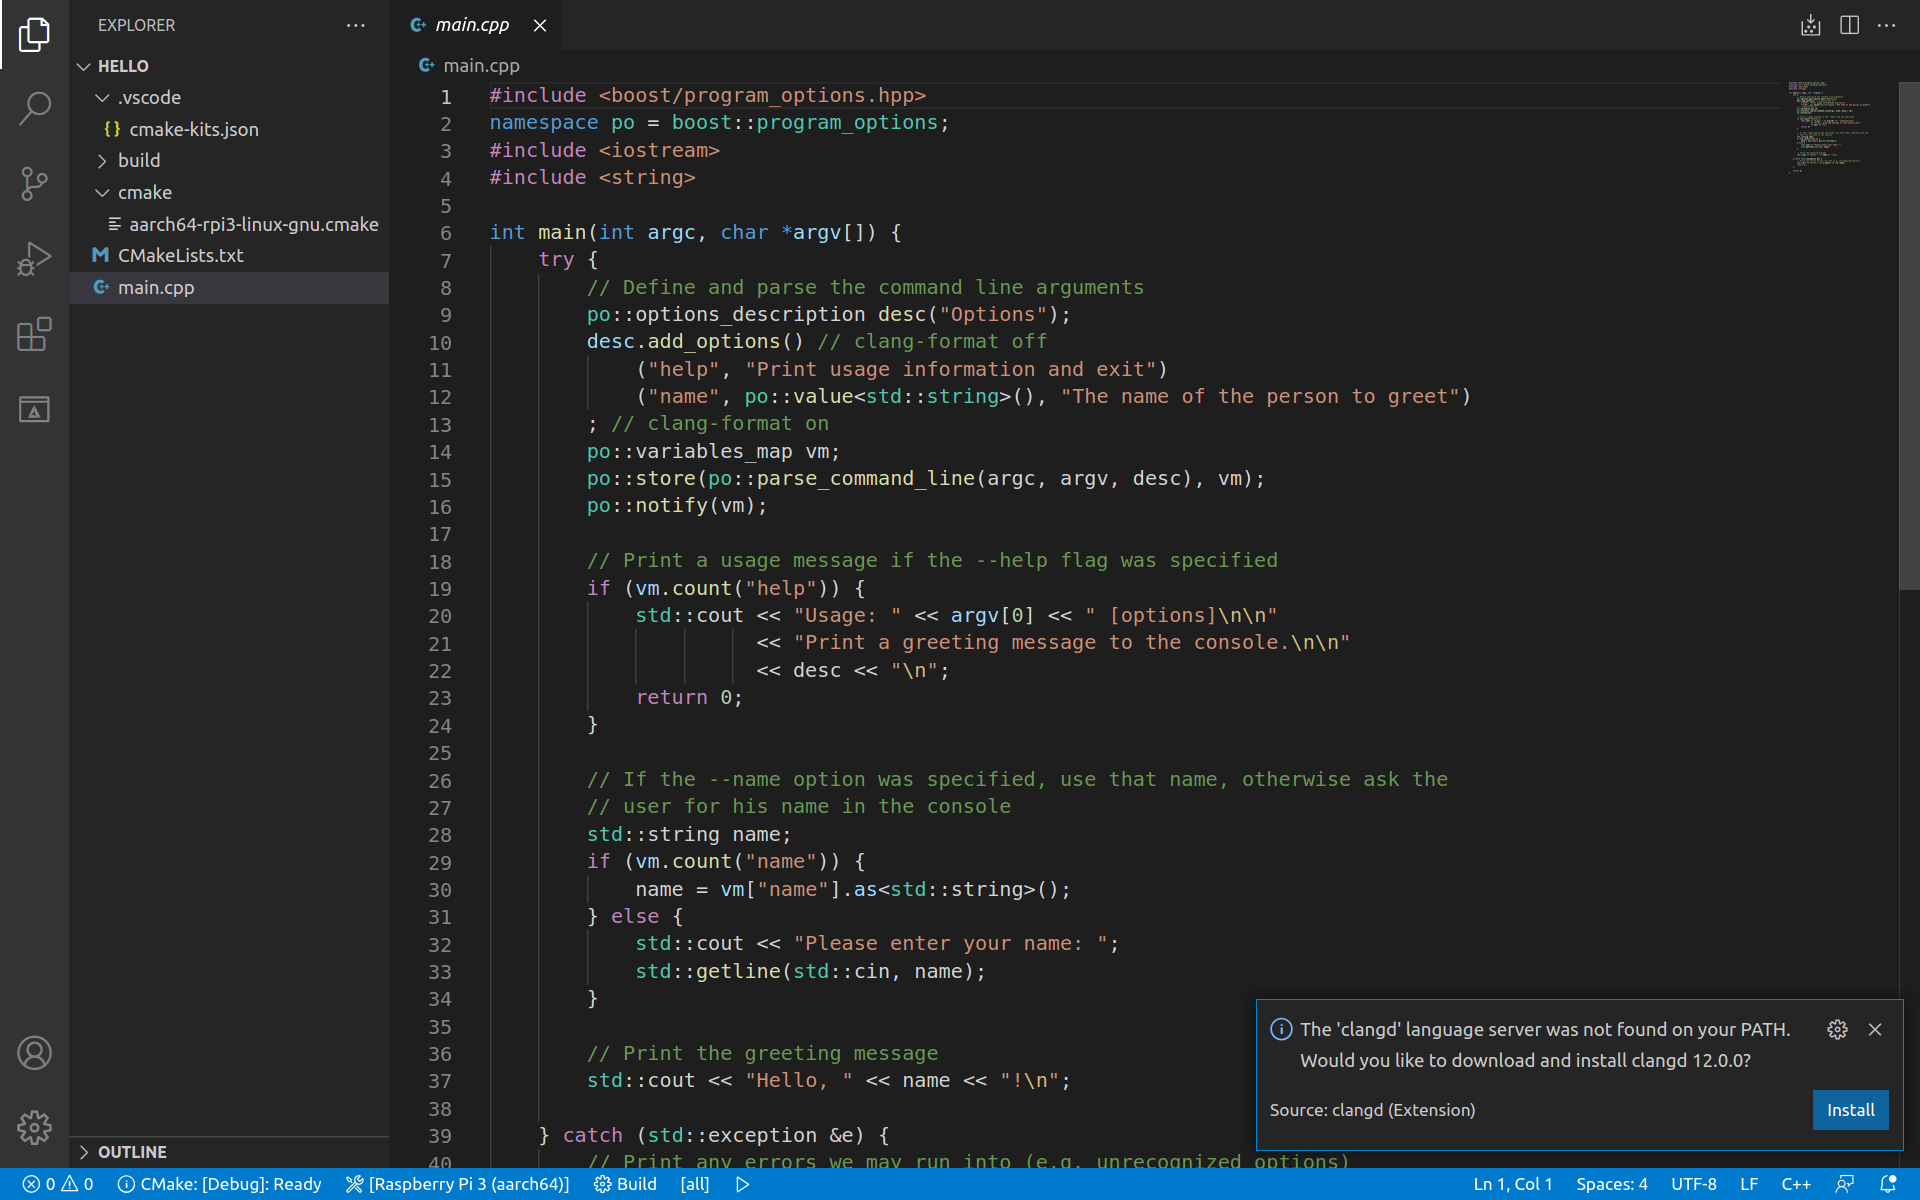 EXPLORER
HELLO
.vscode
{} cmake-kits.json
build
cmake
aarch64-rpi3-linux-gnu.cmake
M CMakeLists.txt
main.cpp
OUTLINE
main.cpp
main.cpp
1 #include <boost/program_options.hpp>
2 namespace po = boost::program_options;
3 #include <iostream>
4 #include <string>
5
6 int main(int argc, char *argv[]) {
7     try {
8         // Define and parse the command line arguments
9         po::options_description desc("Options");
10         desc.add_options() // clang-format off
11             ("help", "Print usage information and exit")
12             ("name", po::value<std::string>(), "The name of the person to greet")
13         ; // clang-format on
14         po::variables_map vm;
15         po::store(po::parse_command_line(argc, argv, desc), vm);
16         po::notify(vm);
17
18         // Print a usage message if the --help flag was specified
19         if (vm.count("help")) {
20             std::cout << "Usage: " << argv[0] << " [options]\n\n"
21                       << "Print a greeting message to the console.\n\n"
22                       << desc << "\n";
23             return 0;
24         }
25
26         // If the --name option was specified, use that name, otherwise ask the
27         // user for his name in the console
28         std::string name;
29         if (vm.count("name")) {
30             name = vm["name"].as<std::string>();
31         } else {
32             std::cout << "Please enter your name: ";
33             std::getline(std::cin, name);
34         }
35
36         // Print the greeting message
37         std::cout << "Hello, " << name << "!\n";
38
39     } catch (std::exception &e) {
40         // Print any errors we may run into (e.g. unrecognized options)
The 'clangd' language server was not found on your PATH.
Would you like to download and install clangd 12.0.0?
Source: clangd (Extension)
Install
0 0 CMake: [Debug]: Ready [Raspberry Pi 3 (aarch64)] Build [all] Ln 1, Col 1 Spaces: 4 UTF-8 LF C++